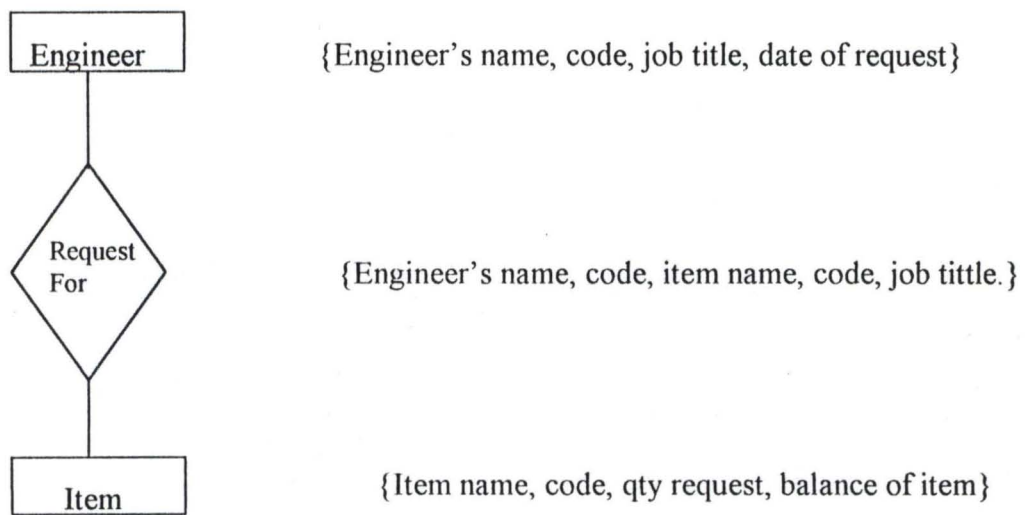 Engineer {Engineer's name, code, job title, date of request}
Request
For
{Engineer's name, code, item name, code, job tittle.}
Item {Item name, code, qty request, balance of item}